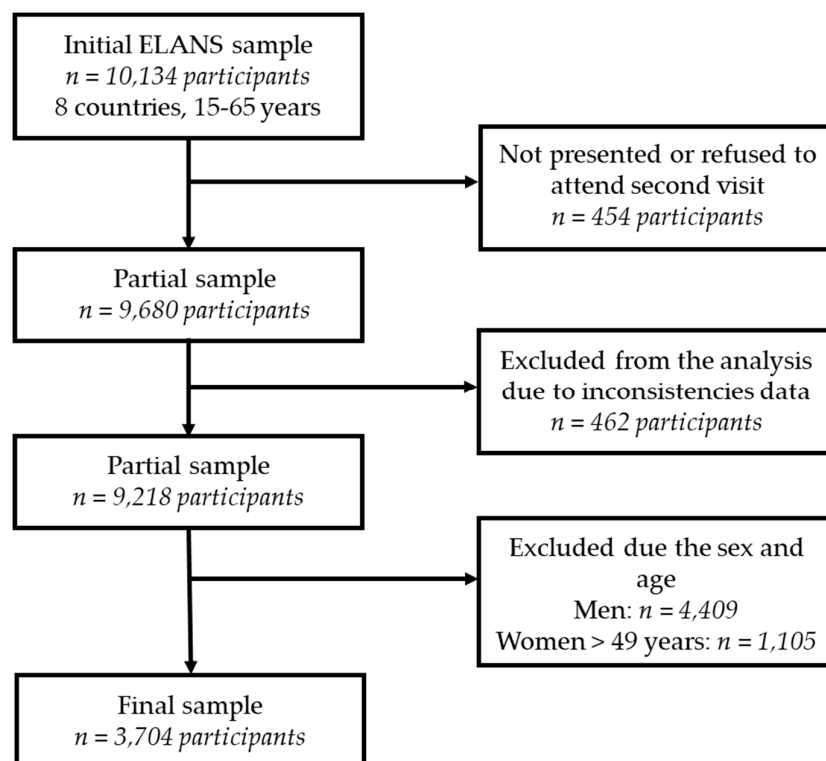 Initial ELANS sample
n = 10,134 participants
8 countries, 15-65 years
Not presented or refused to
attend second visit
n = 454 participants
Partial sample
n = 9,680 participants
Excluded from the analysis
due to inconsistencies data
n = 462 participants
Partial sample
n = 9,218 participants
Excluded due the sex and
age
Men: n = 4,409
Women > 49 years: n = 1,105
Final sample
n = 3,704 participants